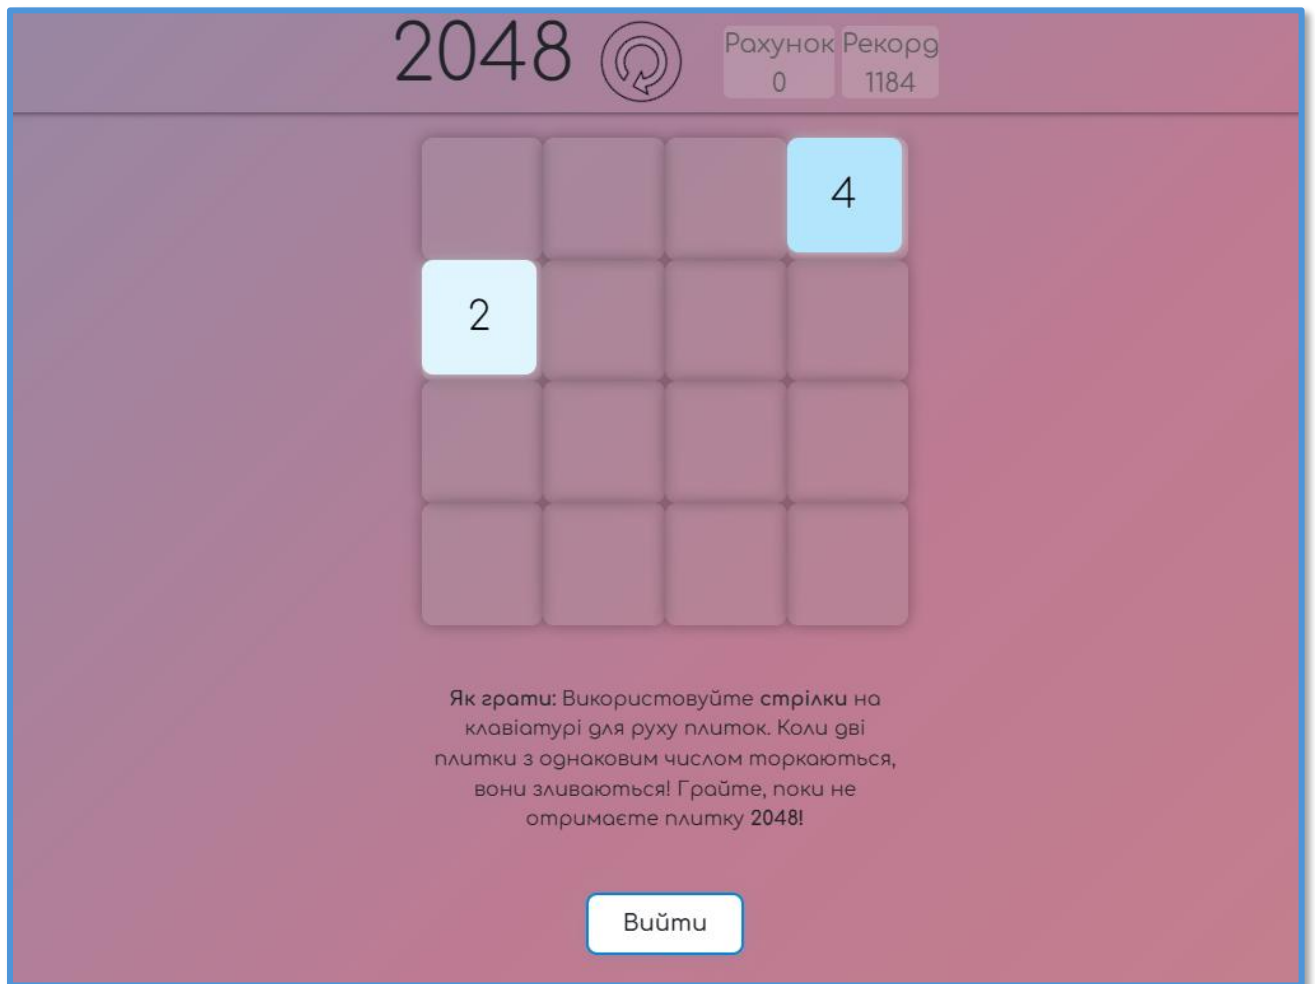 2048
Рахунок
0
Рекорд
1184
4
2
Як грати: Використовуйте стрілки на
клавіатурі для руху плиток. Коли дві
плитки з однаковим числом торкаються,
вони зливаються! Грайте, поки не
отримаєте плитку 2048!
Вийти